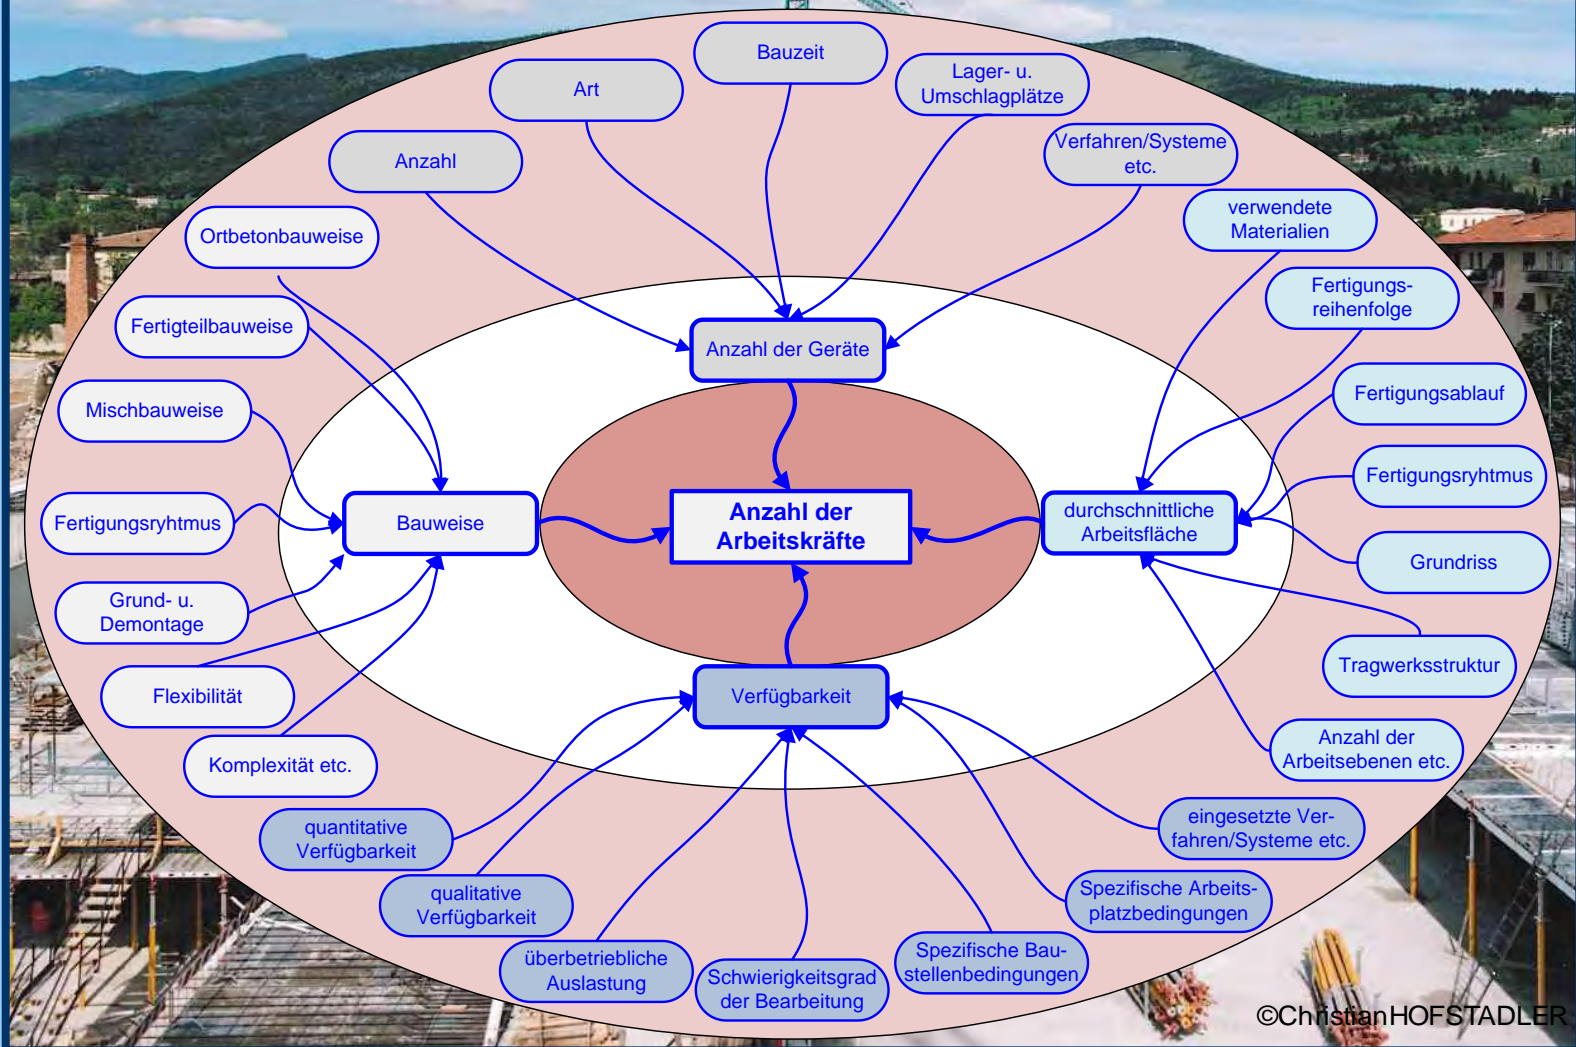 Bauzeit
Art
Lager- u.
Umschlagplätze
Anzahl
Verfahren/Systeme
etc.
verwendete
Materialien
Ortbetonbauweise
Fertigungs-
reihenfolge
Fertigteilbauweise
Anzahl der Geräte
Mischbauweise
Fertigungsablauf
Fertigungsryhtmus
Fertigungsryhtmus
Bauweise
Anzahl der
Arbeitskräfte
durchschnittliche
Arbeitsfläche
Grundriss
Grund- u.
Demontage
Tragwerksstruktur
Flexibilität
Verfügbarkeit
Anzahl der
Arbeitsebenen etc.
Komplexität etc.
quantitative
Verfügbarkeit
eingesetzte Ver-
fahren/Systeme etc.
qualitative
Verfügbarkeit
Spezifische Arbeits-
platzbedingungen
überbetriebliche
Auslastung
Schwierigkeitsgrad
der Bearbeitung
Spezifische Bau-
stellenbedingungen
©ChristianHOFSTADLER